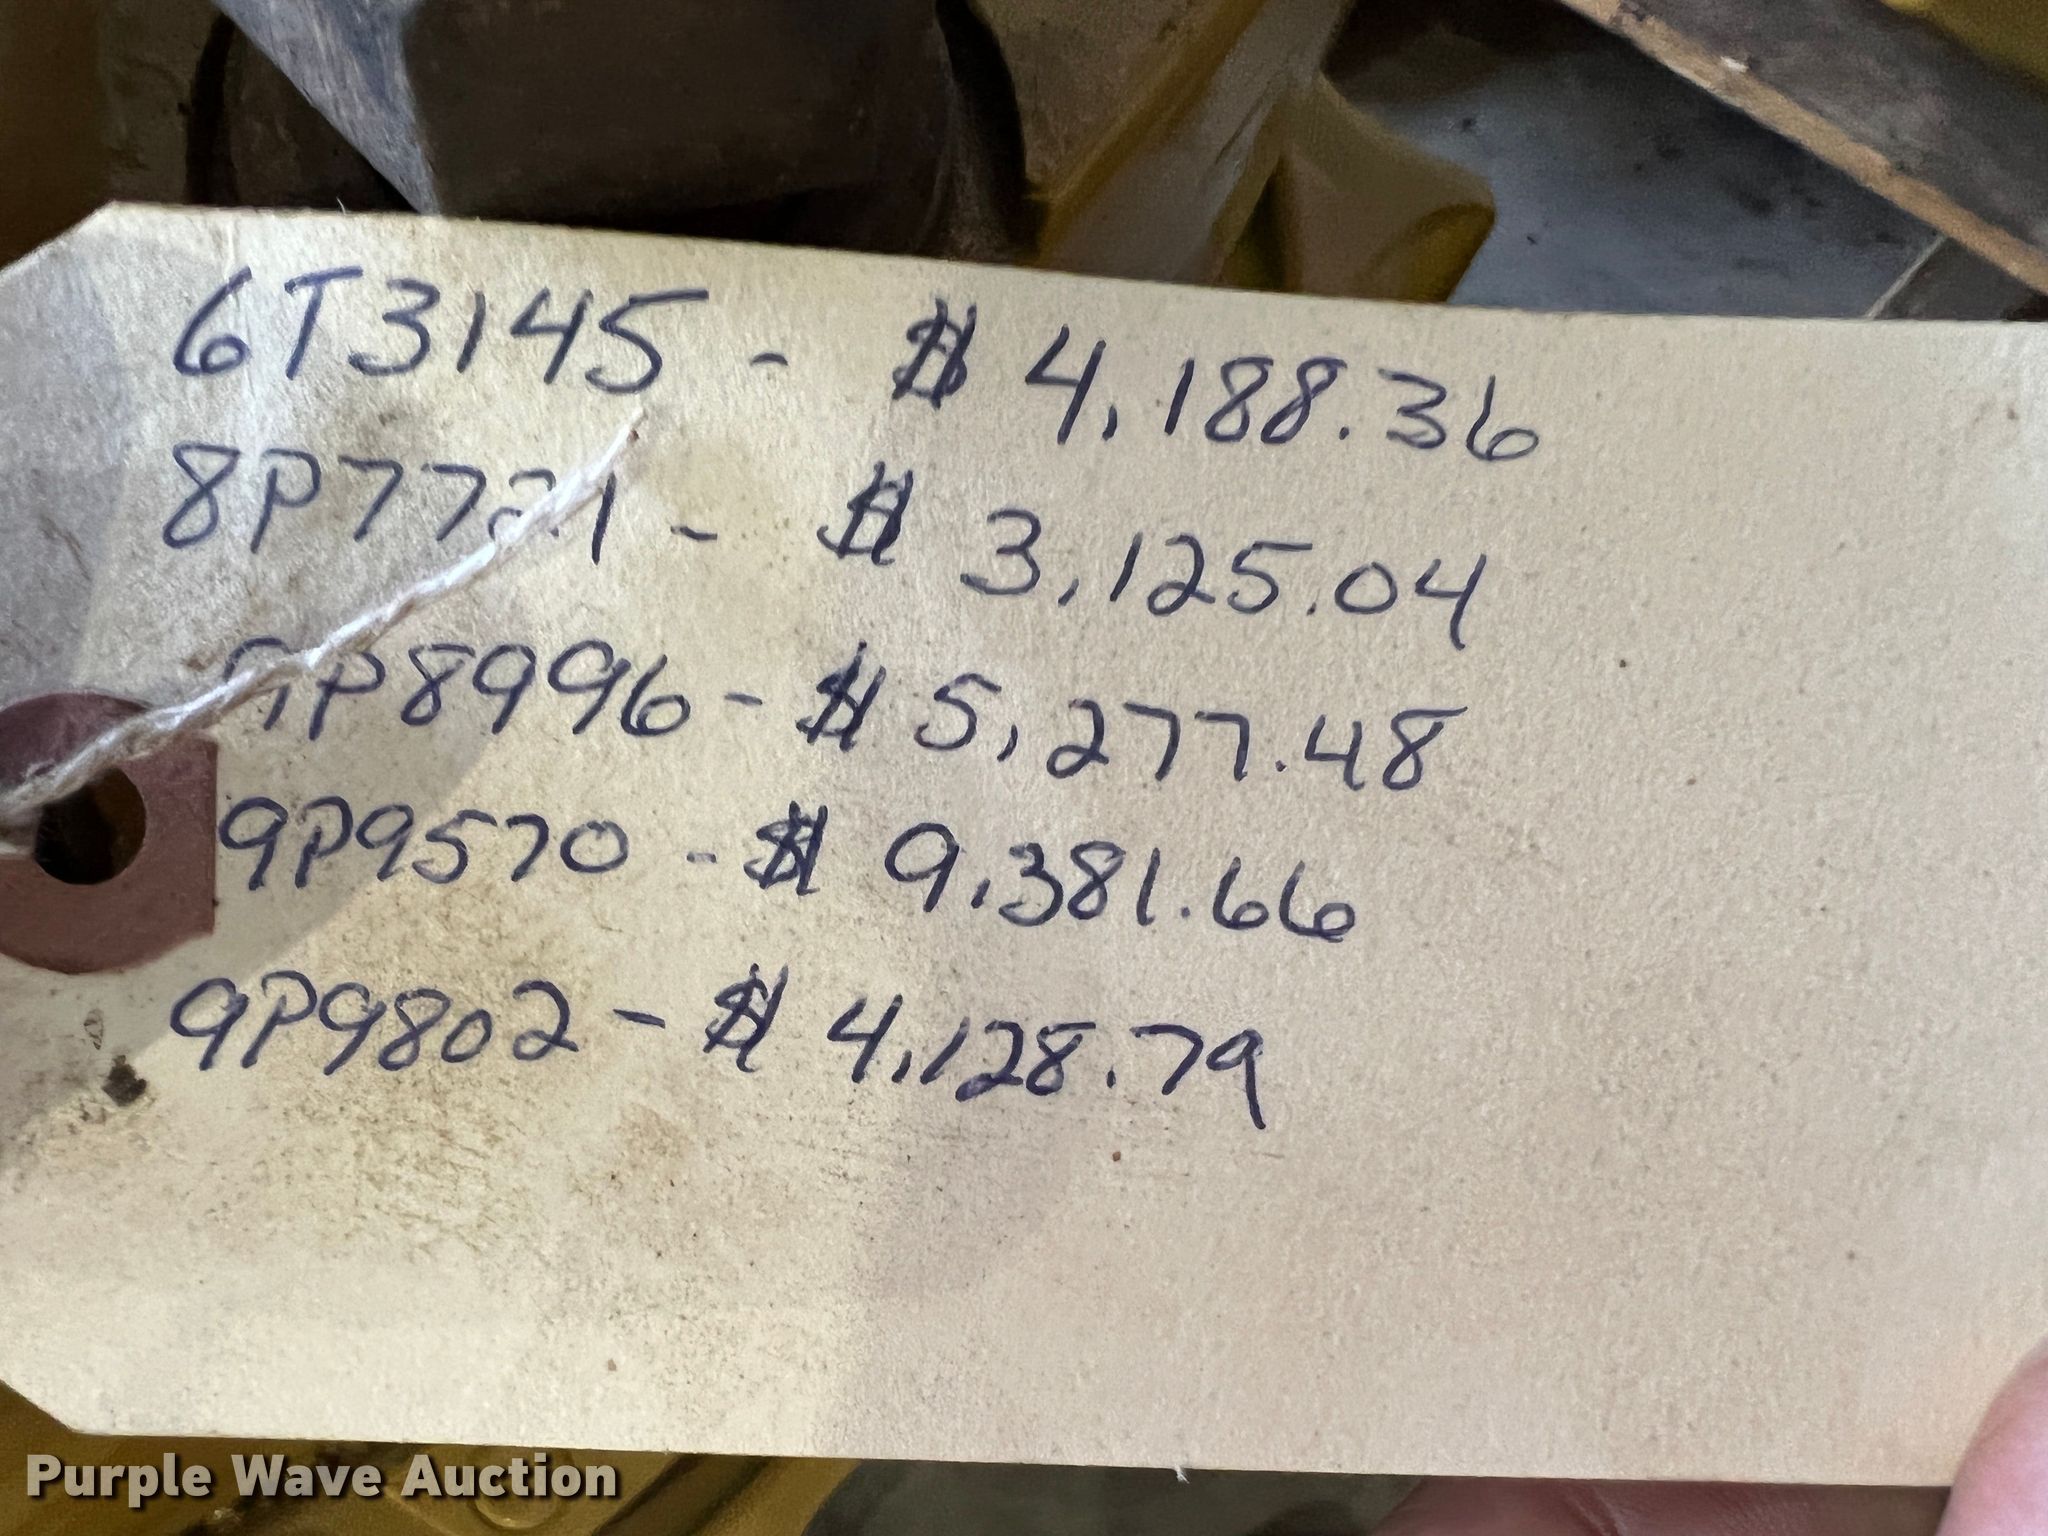 6T3145 - $ 4,188.36
8P7721 - $ 3,125.04
9P8996 - $ 5,277.48
9P9570 - $ 9,381.66
9P9802 - $ 4,128.79
Purple Wave Auction